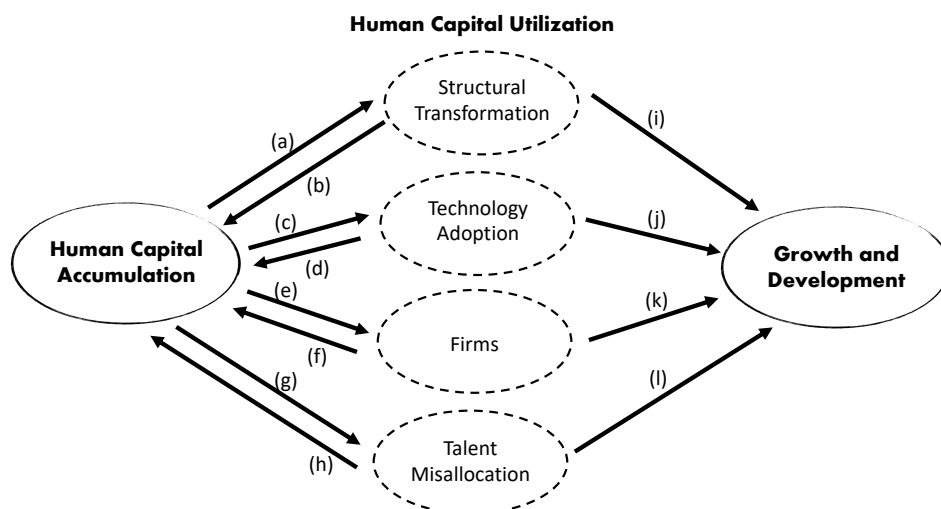 Human Capital Utilization
Structural
Transformation
(a)
(i)
(b)
Technology
Adoption
(c)
(j)
Human Capital
Accumulation
(d)
Growth and
Development
(e)
(k)
(f)
Firms
(g)
(l)
Talent
Misallocation
(h)